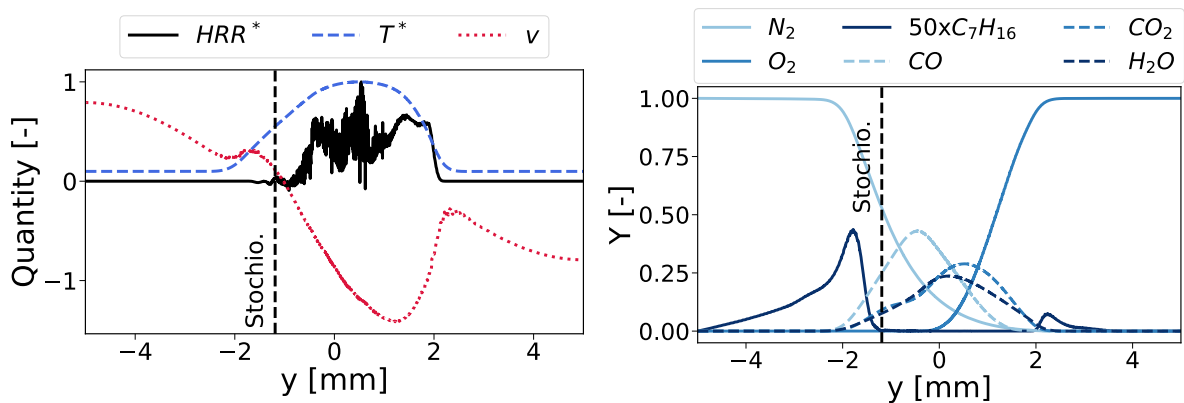 HRR* T* v
1
0
−1
Quantity [-]
Stochio.
−4 −2 0 2 4
y [mm]
N₂ 50xC₇H₁₆ CO₂
O₂ CO H₂O
1.00
0.75
0.50
0.25
0.00
Y [-]
Stochio.
−4 −2 0 2 4
y [mm]